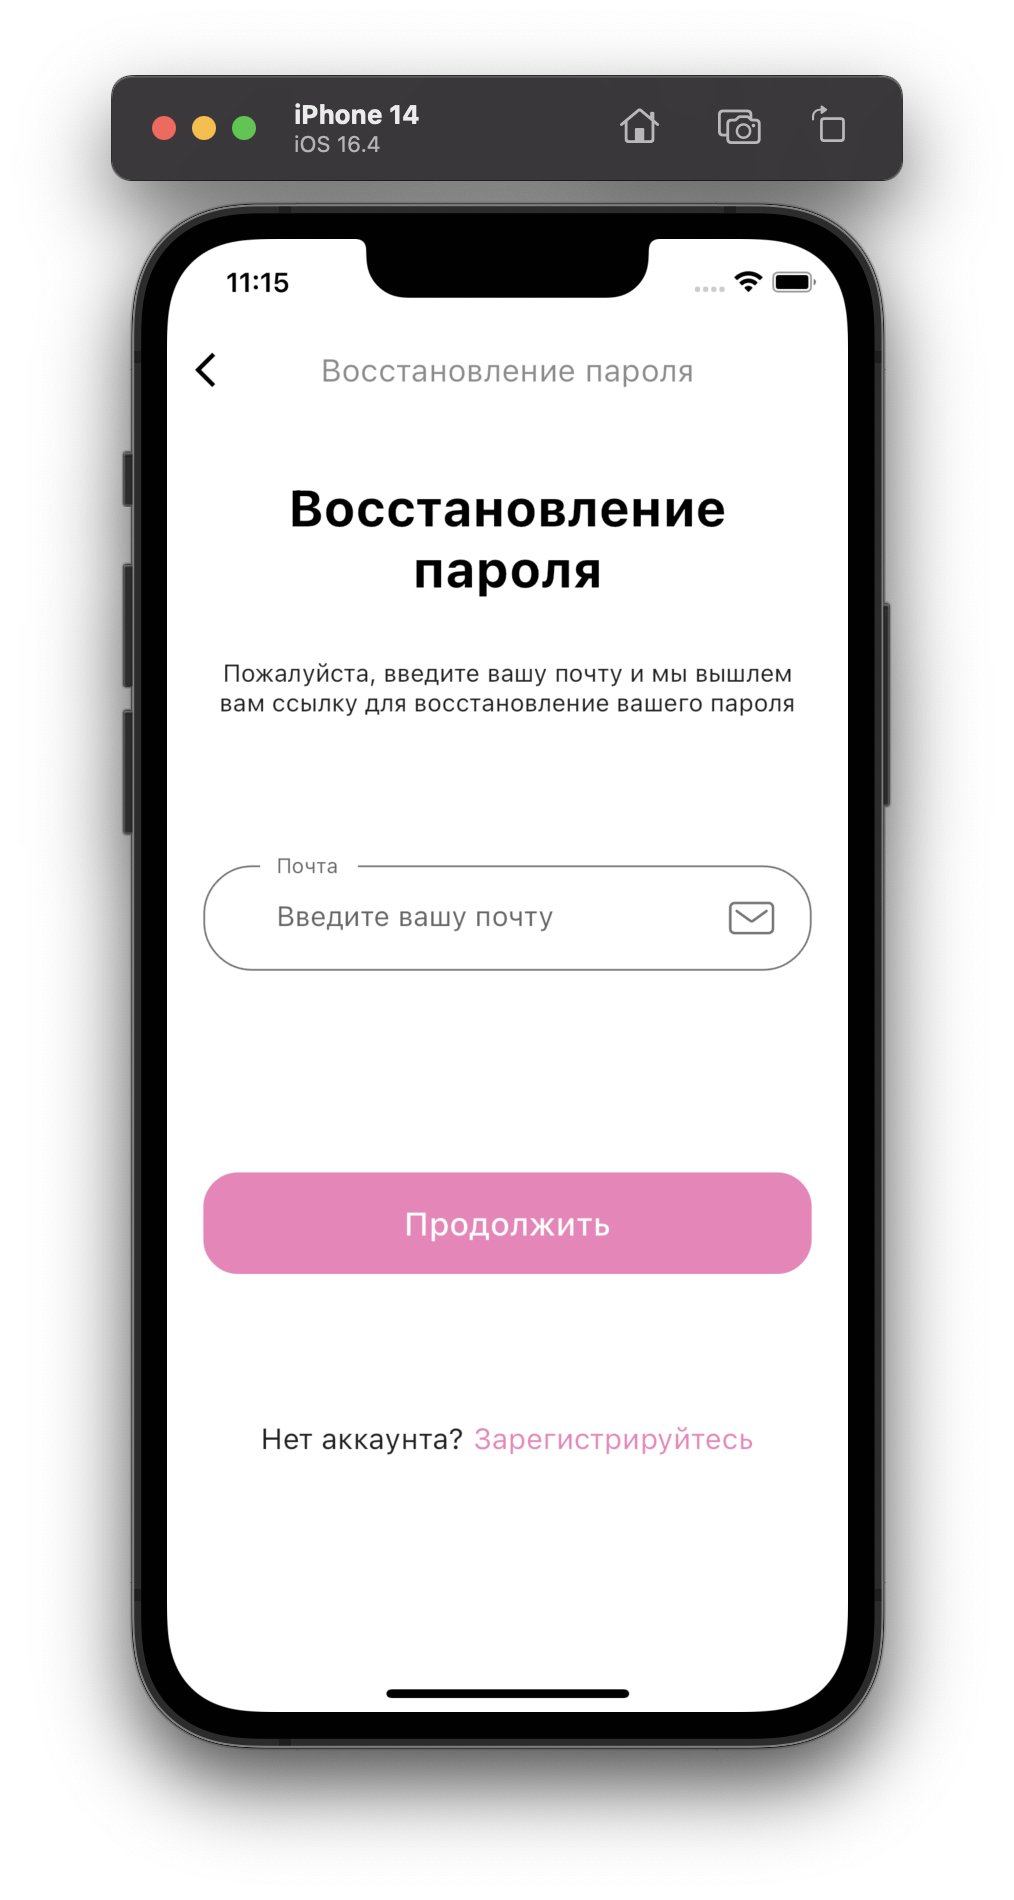 iPhone 14
iOS 16.4
11:15
Восстановление пароля
Восстановление
пароля
Пожалуйста, введите вашу почту и мы вышлем
вам ссылку для восстановление вашего пароля
Почта
Введите вашу почту
Продолжить
Нет аккаунта? Зарегистрируйтесь